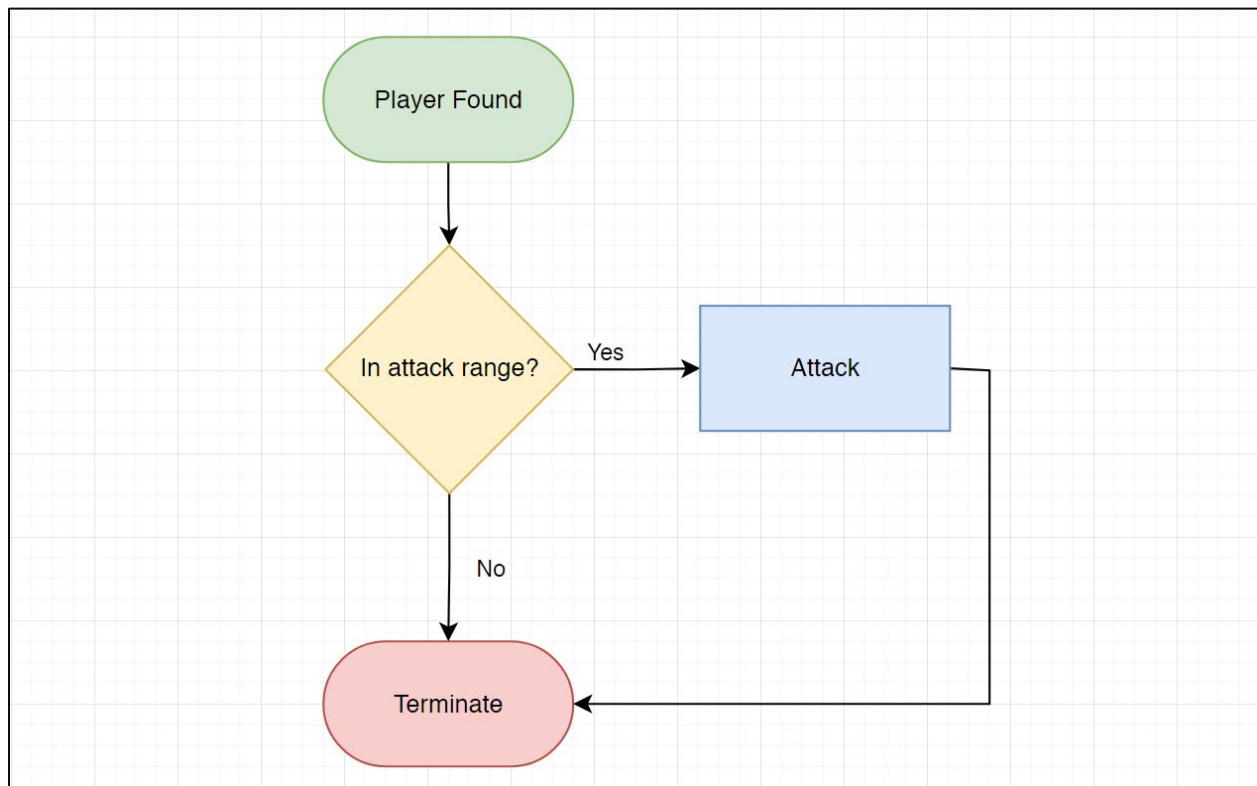 Player Found
In attack range?
Yes
Attack
No
Terminate